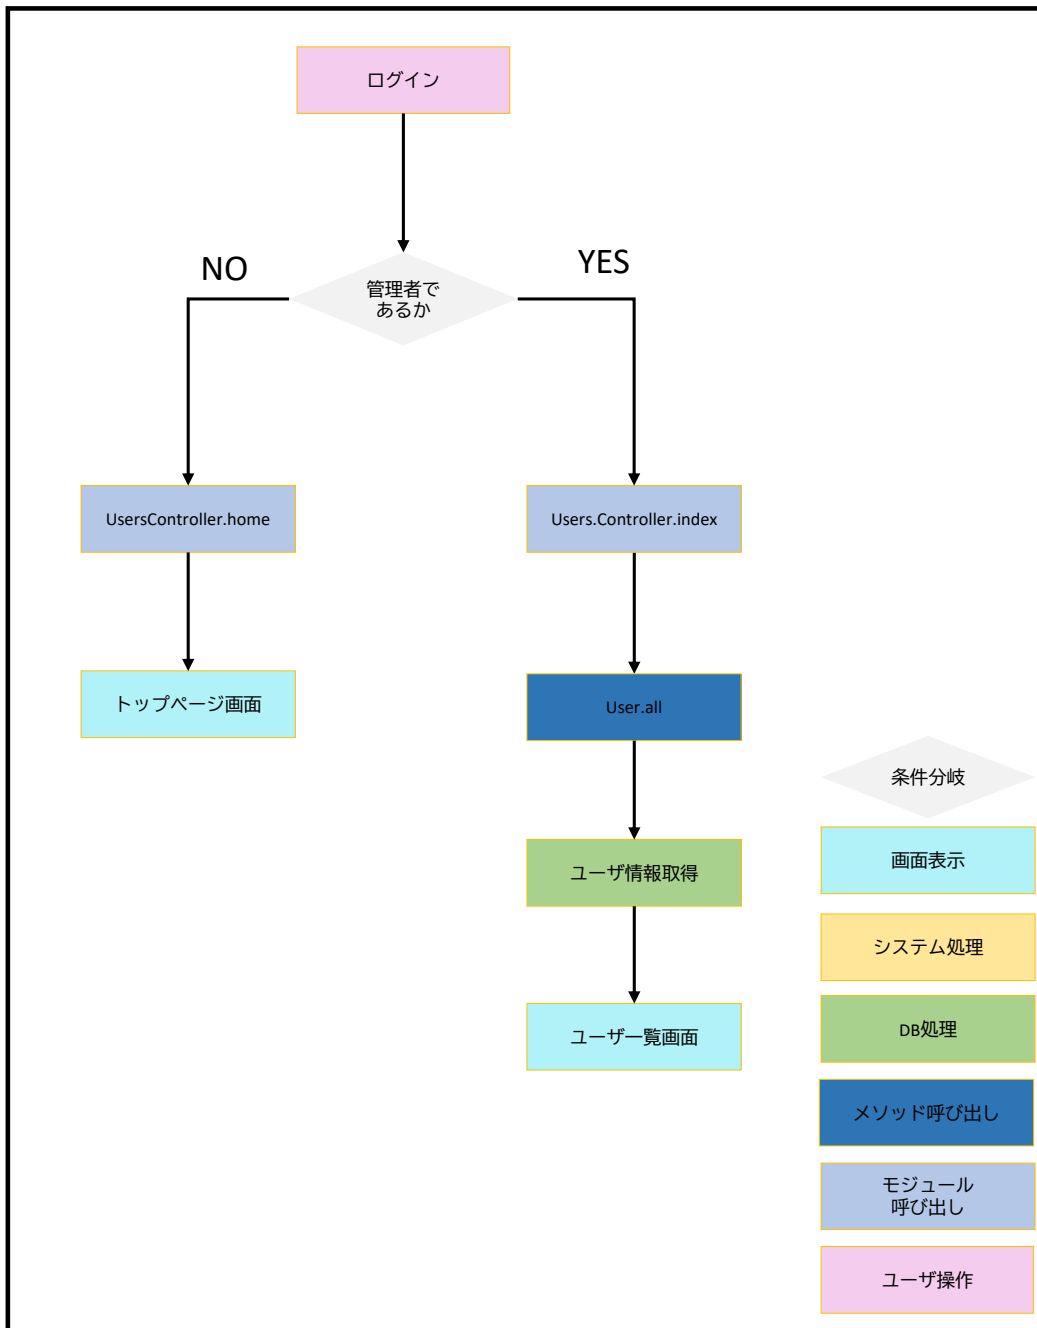 ログイン
NO
YES
管理者で
あるか
UsersController.home
Users.Controller.index
トップページ画面
User.all
ユーザ情報取得
ユーザ一覧画面
条件分岐
画面表示
システム処理
DB処理
メソッド呼び出し
モジュール
呼び出し
ユーザ操作